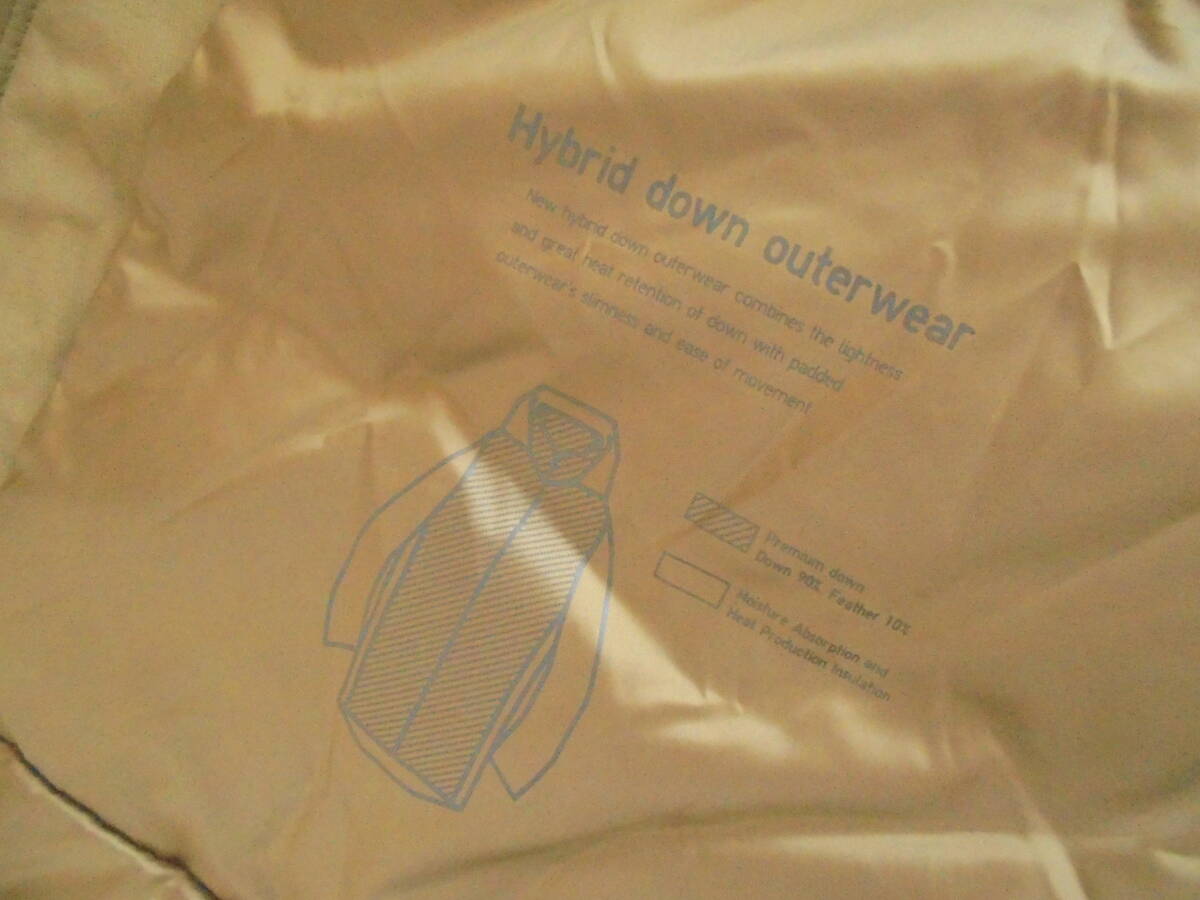 Hybrid down outerwear
New hybrid down outerwear combines the lightness
and great heat retention of down with padded
outerwear's slimness and ease of movement
Premium down
Down 90% Feather 10%
Moisture Absorption and
Heat Production Insulation